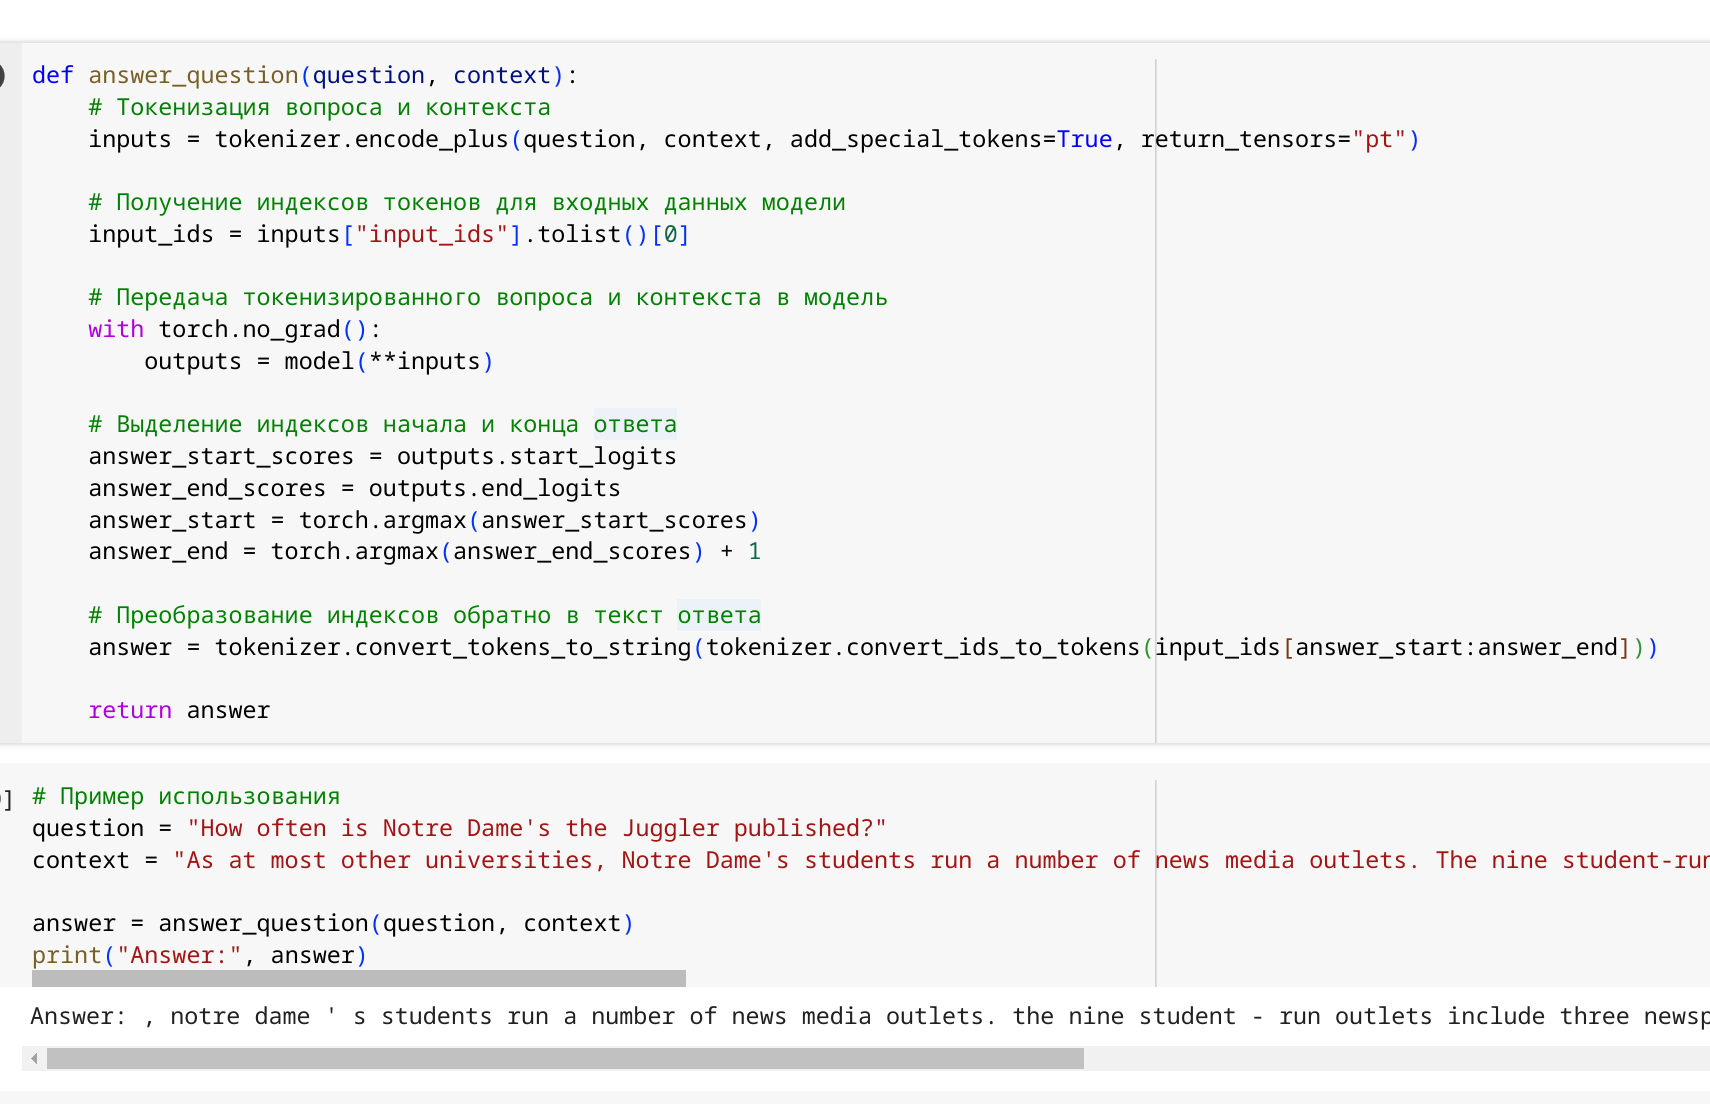 def answer_question(question, context):
    # Токенизация вопроса и контекста
    inputs = tokenizer.encode_plus(question, context, add_special_tokens=True, return_tensors="pt")
    # Получение индексов токенов для входных данных модели
    input_ids = inputs["input_ids"].tolist()[0]
    # Передача токенизированного вопроса и контекста в модель
    with torch.no_grad():
        outputs = model(**inputs)
    # Выделение индексов начала и конца ответа
    answer_start_scores = outputs.start_logits
    answer_end_scores = outputs.end_logits
    answer_start = torch.argmax(answer_start_scores)
    answer_end = torch.argmax(answer_end_scores) + 1
    # Преобразование индексов обратно в текст ответа
    answer = tokenizer.convert_tokens_to_string(tokenizer.convert_ids_to_tokens(input_ids[answer_start:answer_end]))
    return answer
] # Пример использования
question = "How often is Notre Dame's the Juggler published?"
context = "As at most other universities, Notre Dame's students run a number of news media outlets. The nine student-run
answer = answer_question(question, context)
print("Answer:", answer)
Answer: , notre dame ' s students run a number of news media outlets. the nine student - run outlets include three newsp